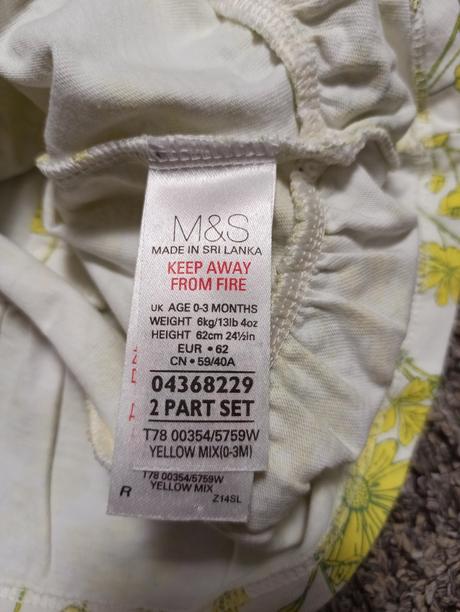 M&S
MADE IN SRI LANKA
KEEP AWAY
FROM FIRE
UK AGE 0-3 MONTHS
WEIGHT 6kg/13lb 4oz
HEIGHT 62cm 24½in
EUR • 62
CN • 59/40A
04368229
2 PART SET
T78 00354/5759W
YELLOW MIX(0-3M)
T78 00354/5759W
YELLOW MIX
R
Z14SL